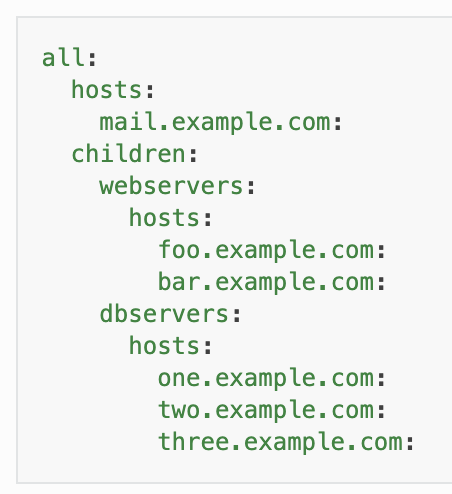 all:
  hosts:
    mail.example.com:
  children:
    webservers:
      hosts:
        foo.example.com:
        bar.example.com:
    dbservers:
      hosts:
        one.example.com:
        two.example.com:
        three.example.com: